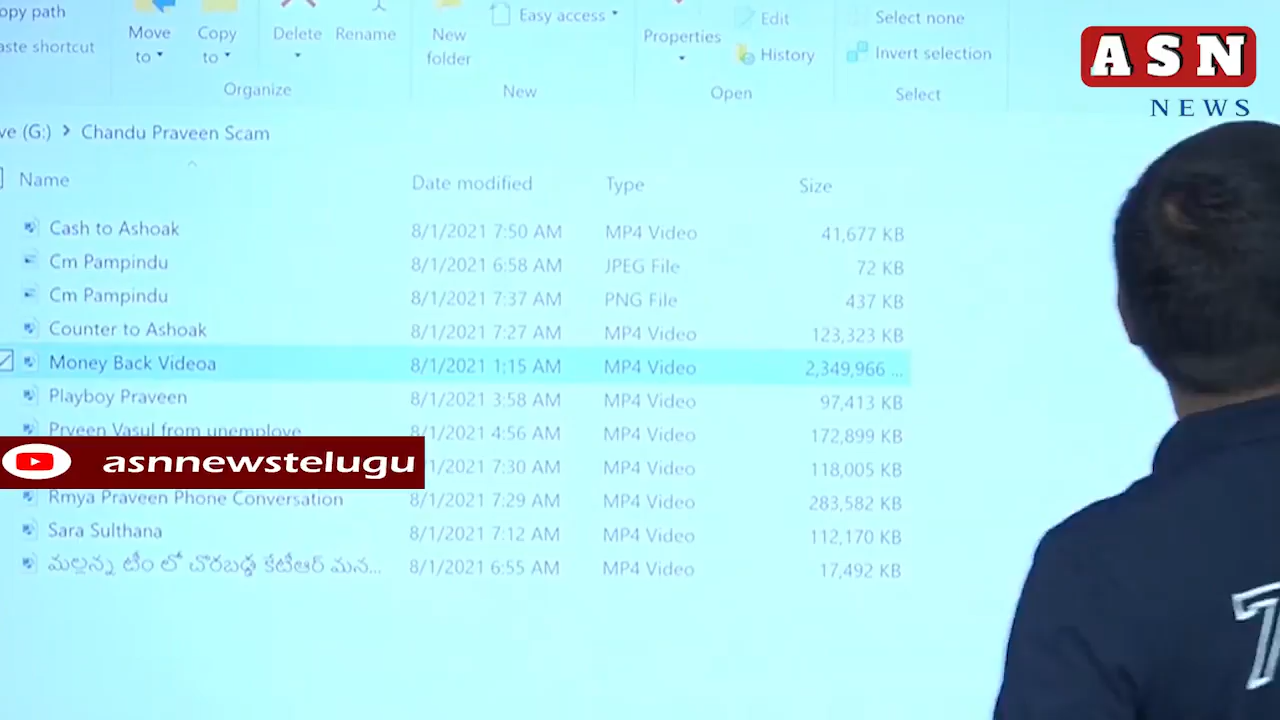 opy path
aste shortcut
Move
to
Copy
to
Delete
Rename
Organize
New
folder
Easy access
New
Properties
Edit
History
Open
Select none
Invert selection
Select
ASN
NEWS
ve (G:) > Chandu Praveen Scam
Name Date modified Type Size
Cash to Ashoak 8/1/2021 7:50 AM MP4 Video 41,677 KB
Cm Pampindu 8/1/2021 6:58 AM JPEG File 72 KB
Cm Pampindu 8/1/2021 7:37 AM PNG File 437 KB
Counter to Ashoak 8/1/2021 7:27 AM MP4 Video 123,323 KB
Money Back Videoa 8/1/2021 1:15 AM MP4 Video 2,349,966 ...
Playboy Praveen 8/1/2021 3:58 AM MP4 Video 97,413 KB
Prveen Vasul from unemploye 8/1/2021 4:56 AM MP4 Video 172,899 KB
asnnewstelugu
1/2021 7:30 AM MP4 Video 118,005 KB
Rmya Praveen Phone Conversation 8/1/2021 7:29 AM MP4 Video 283,582 KB
Sara Sulthana 8/1/2021 7:12 AM MP4 Video 112,170 KB
మల్లన్న టీం లో చొరబడ్డ కేటీఆర్ మన... 8/1/2021 6:55 AM MP4 Video 17,492 KB
7